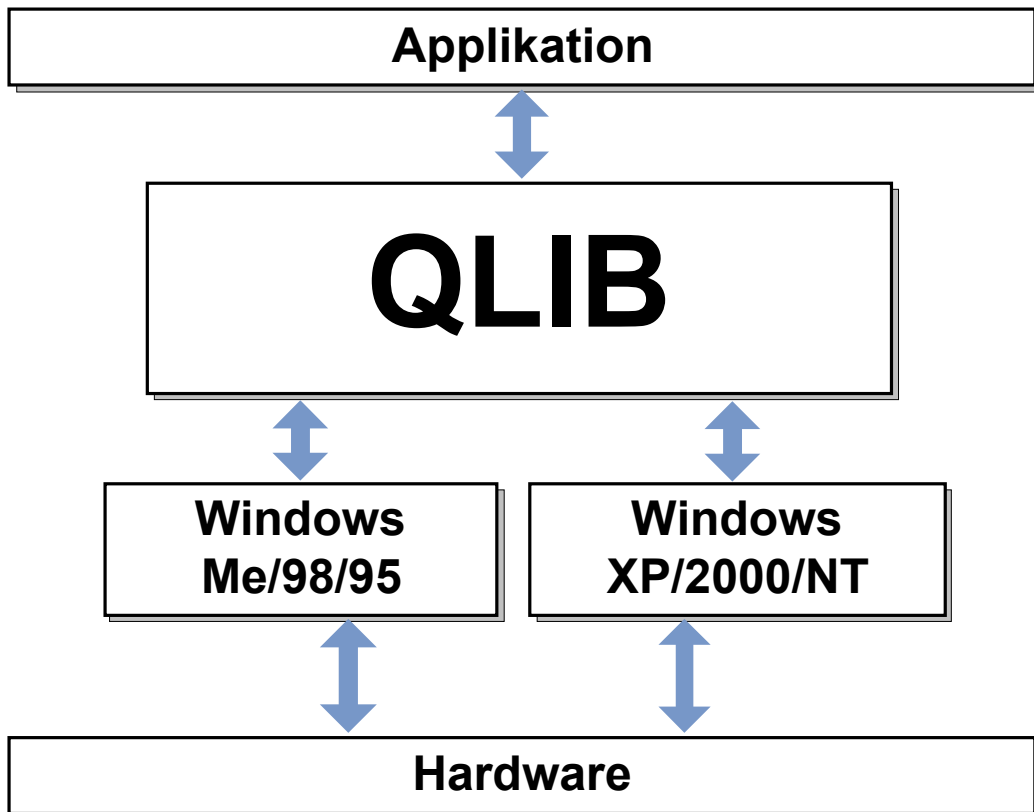 Applikation
QLIB
Windows
Me/98/95
Windows
XP/2000/NT
Hardware